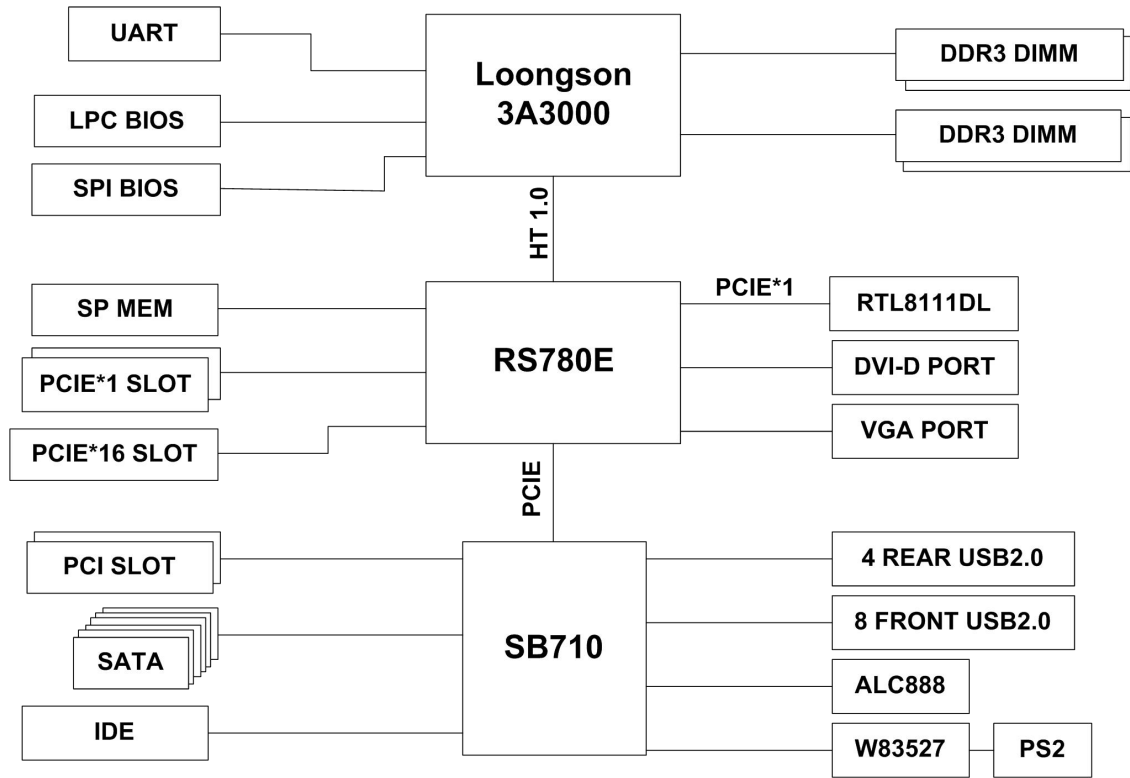 UART
LPC BIOS
SPI BIOS
Loongson
3A3000
DDR3 DIMM
DDR3 DIMM
HT 1.0
SP MEM
PCIE*1 SLOT
PCIE*16 SLOT
RS780E
PCIE*1
RTL8111DL
DVI-D PORT
VGA PORT
PCIE
PCI SLOT
SATA
IDE
SB710
4 REAR USB2.0
8 FRONT USB2.0
ALC888
W83527
PS2